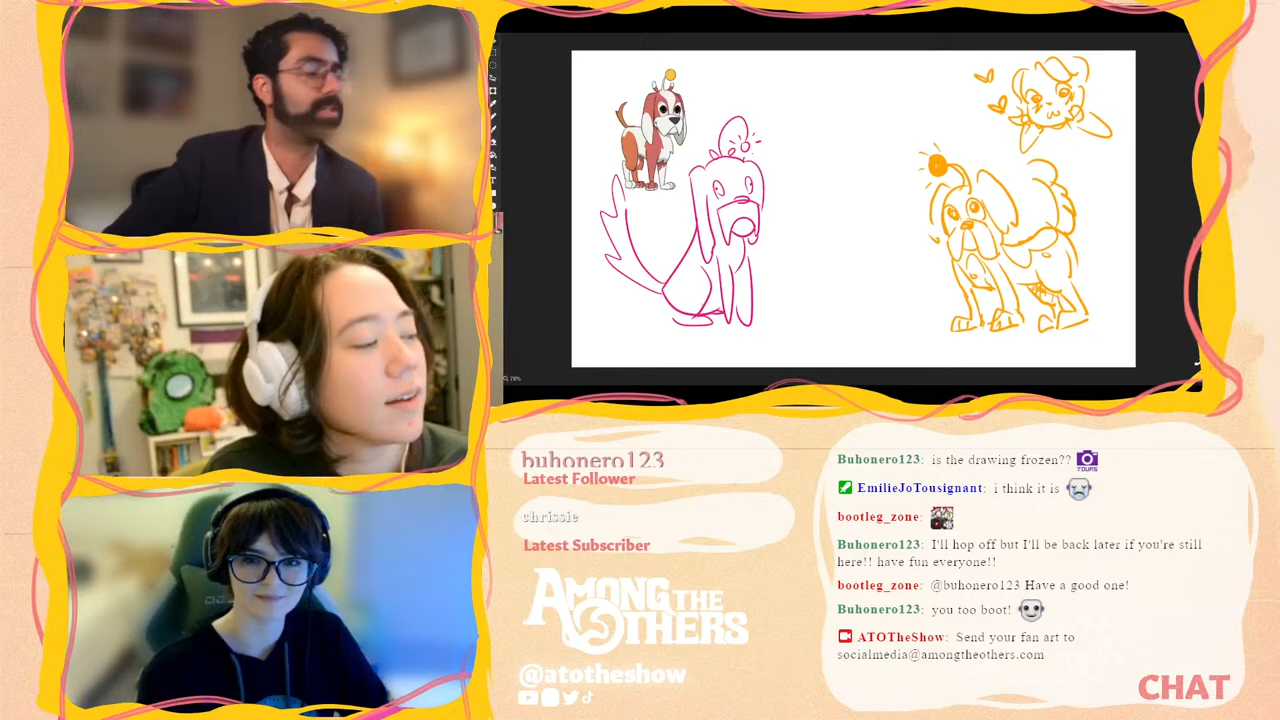 78%
buhonero123
Latest Follower
chrissie
Latest Subscriber
AMONG THE
OTHERS
@atotheshow
Buhonero123: is the drawing frozen??
TOURS
EmilieJoTousignant: i think it is
bootleg_zone:
Buhonero123: I'll hop off but I'll be back later if you're still
here!! have fun everyone!!
bootleg_zone: @buhonero123 Have a good one!
Buhonero123: you too boot!
ATOTheShow: Send your fan art to
socialmedia@amongtheothers.com
CHAT